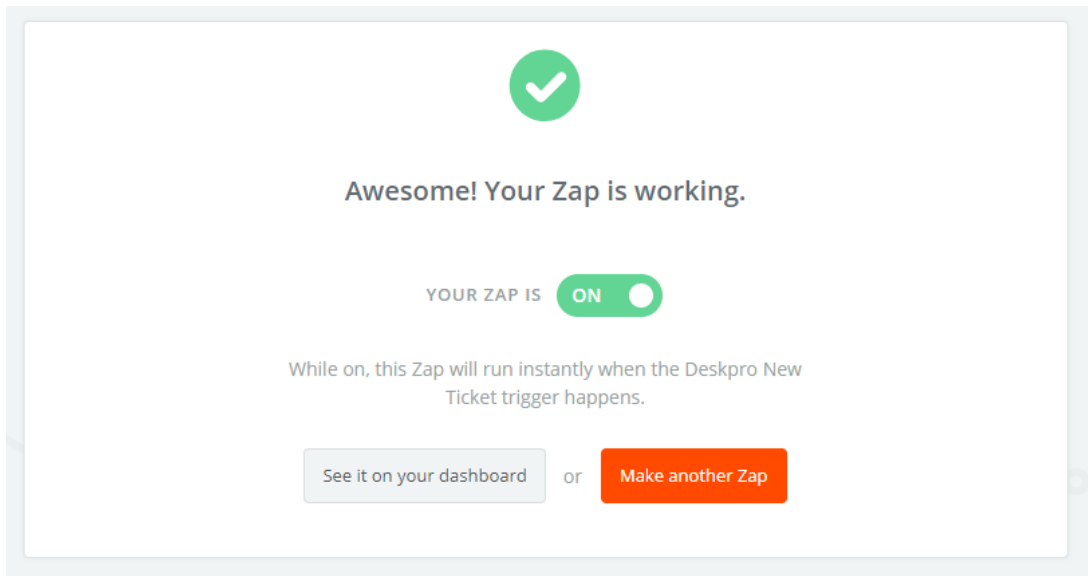 Awesome! Your Zap is working.
YOUR ZAP IS ON
While on, this Zap will run instantly when the Deskpro New
Ticket trigger happens.
See it on your dashboard or Make another Zap